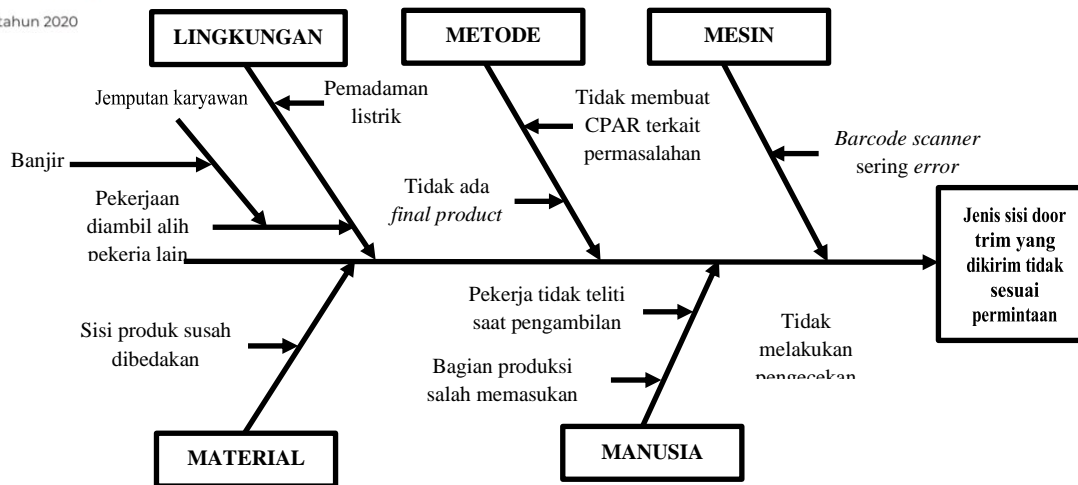 tahun 2020
LINGKUNGAN
METODE
MESIN
Jemputan karyawan
Pemadaman
listrik
Tidak membuat
CPAR terkait
permasalahan
Barcode scanner
sering error
Banjir
Pekerjaan
diambil alih
pekerja lain
Tidak ada
final product
Jenis sisi door
trim yang
dikirim tidak
sesuai
permintaan
Sisi produk susah
dibedakan
Pekerja tidak teliti
saat pengambilan
Bagian produksi
salah memasukan
Tidak
melakukan
pengecekan
MATERIAL
MANUSIA